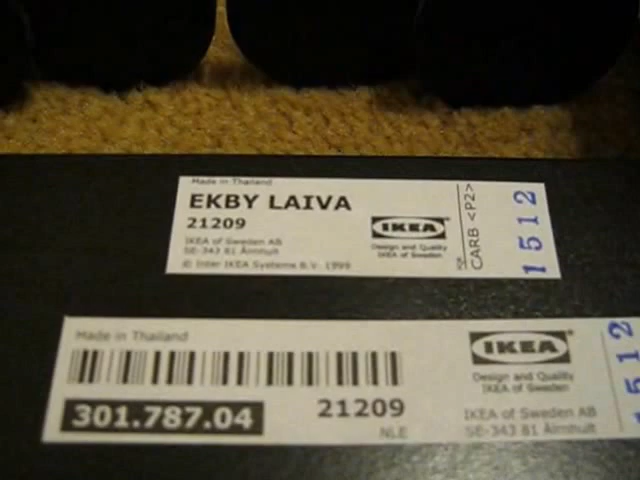 Made in Thailand
EKBY LAIVA
21209
IKEA of Sweden AB
SE-343 81 Älmhult
© Inter IKEA Systems B.V. 1999
IKEA®
Design and Quality
IKEA of Sweden
CARB <P2>
1512
Made in Thailand
301.787.04
21209
NLE
IKEA®
Design and Quality
IKEA of Sweden
IKEA of Sweden AB
SE-343 81 Älmhult
1512